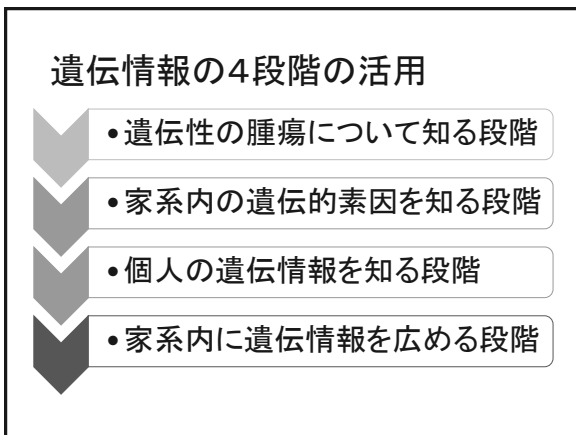 遺伝情報の4段階の活用
•遺伝性の腫瘍について知る段階
•家系内の遺伝的素因を知る段階
•個人の遺伝情報を知る段階
•家系内に遺伝情報を広める段階